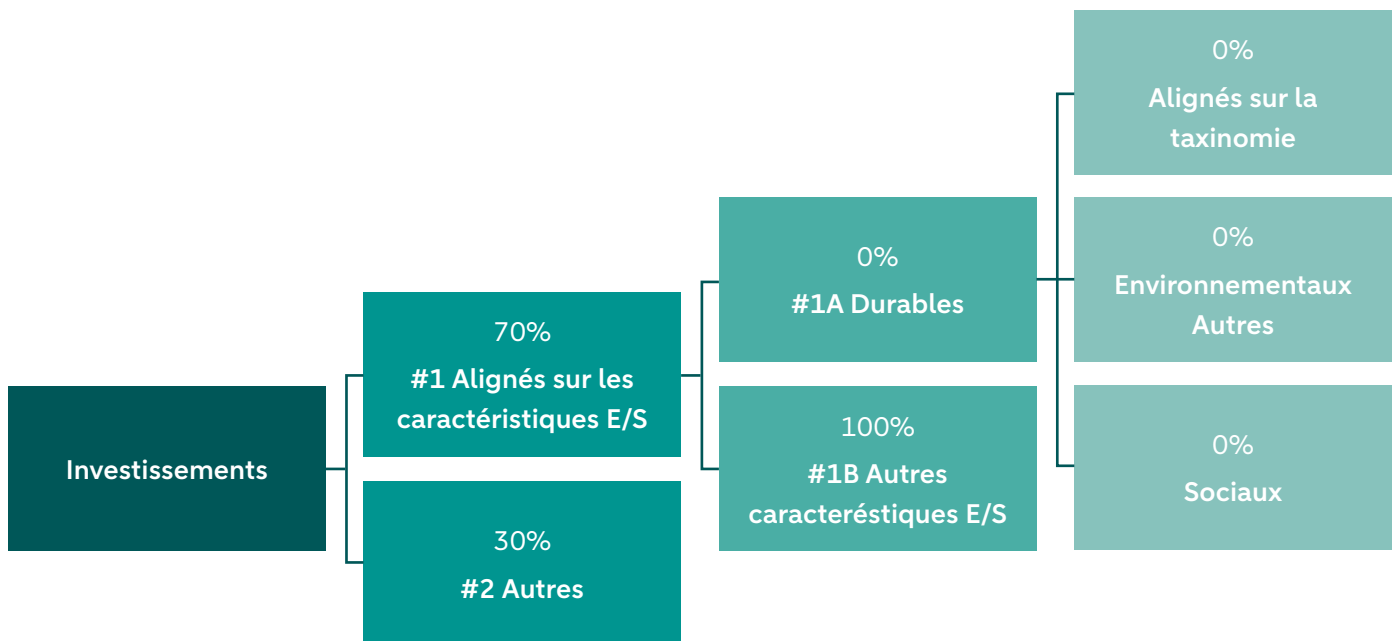 Investissements
70%
#1 Alignés sur les
caractéristiques E/S
30%
#2 Autres
0%
#1A Durables
100%
#1B Autres
caracteréstiques E/S
0%
Alignés sur la
taxinomie
0%
Environnementaux
Autres
0%
Sociaux